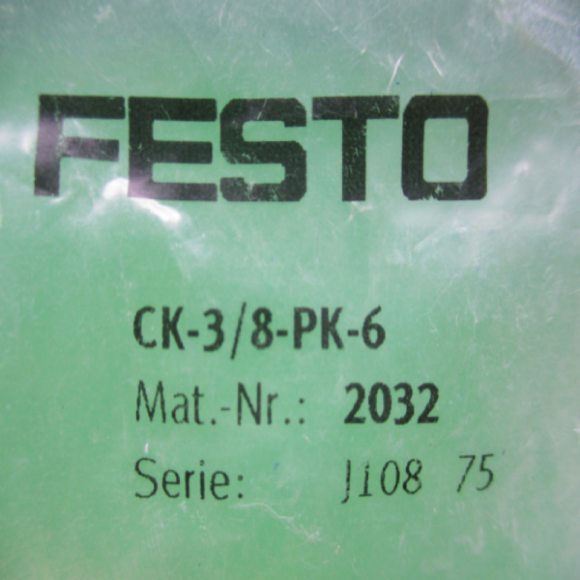 FESTO
CK-3/8-PK-6
Mat.-Nr.: 2032
Serie: J108 75